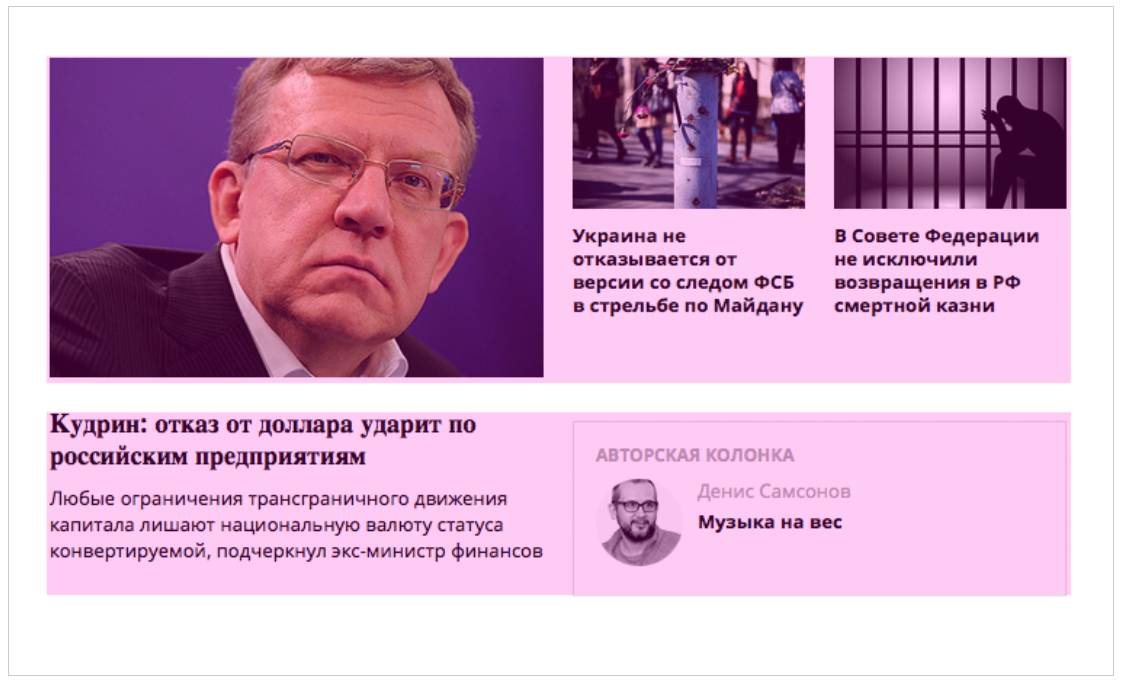 Украина не
отказывается от
версии со следом ФСБ
в стрельбе по Майдану
В Совете Федерации
не исключили
возвращения в РФ
смертной казни
Кудрин: отказ от доллара ударит по
российским предприятиям
Любые ограничения трансграничного движения
капитала лишают национальную валюту статуса
конвертируемой, подчеркнул экс-министр финансов
АВТОРСКАЯ КОЛОНКА
Денис Самсонов
Музыка на вес